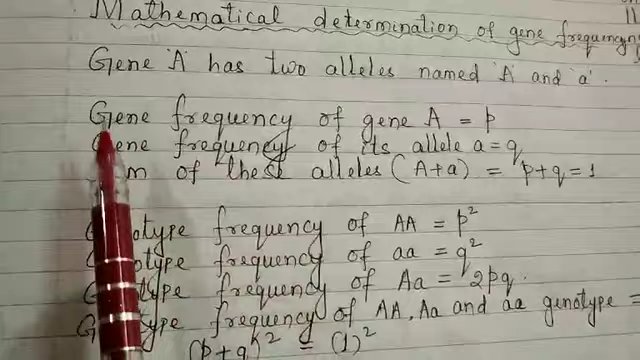 Mathematical determination of gene frequency
Gene 'A' has two alleles named 'A' and 'a'.
Gene frequency of gene A = p
Gene frequency of its allele a = q
of these alleles (A+a) = p+q = 1
frequency of AA = p²
frequency of aa = q²
frequency of Aa = 2pq.
frequency of AA, Aa and aa genotype =
(p+q)² = (1)²